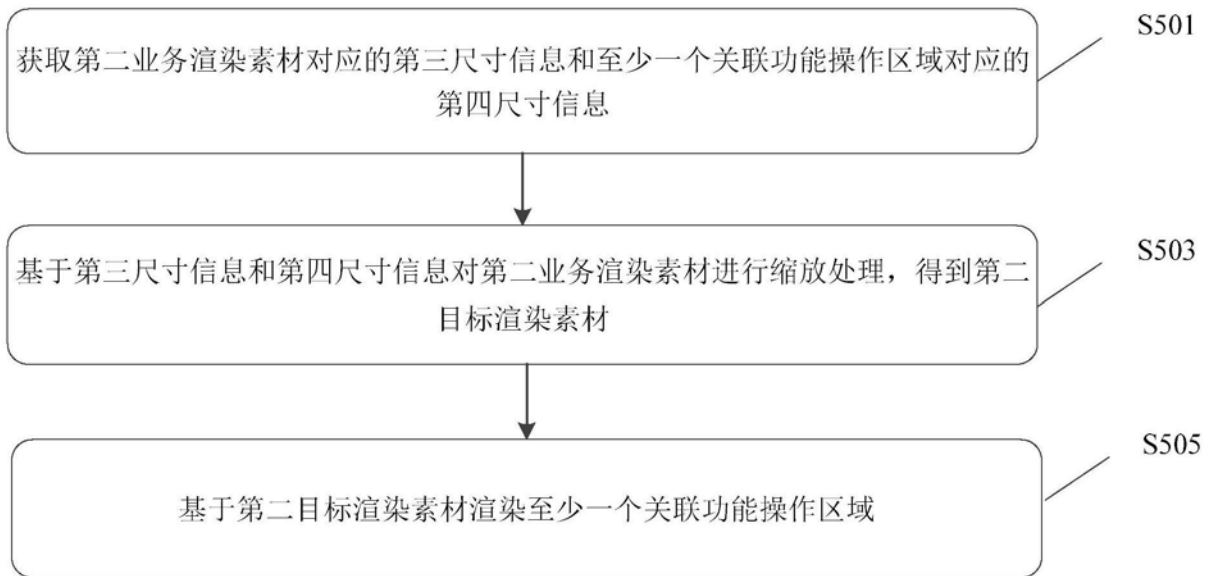 S501
获取第二业务渲染素材对应的第三尺寸信息和至少一个关联功能操作区域对应的
第四尺寸信息
S503
基于第三尺寸信息和第四尺寸信息对第二业务渲染素材进行缩放处理，得到第二
目标渲染素材
S505
基于第二目标渲染素材渲染至少一个关联功能操作区域